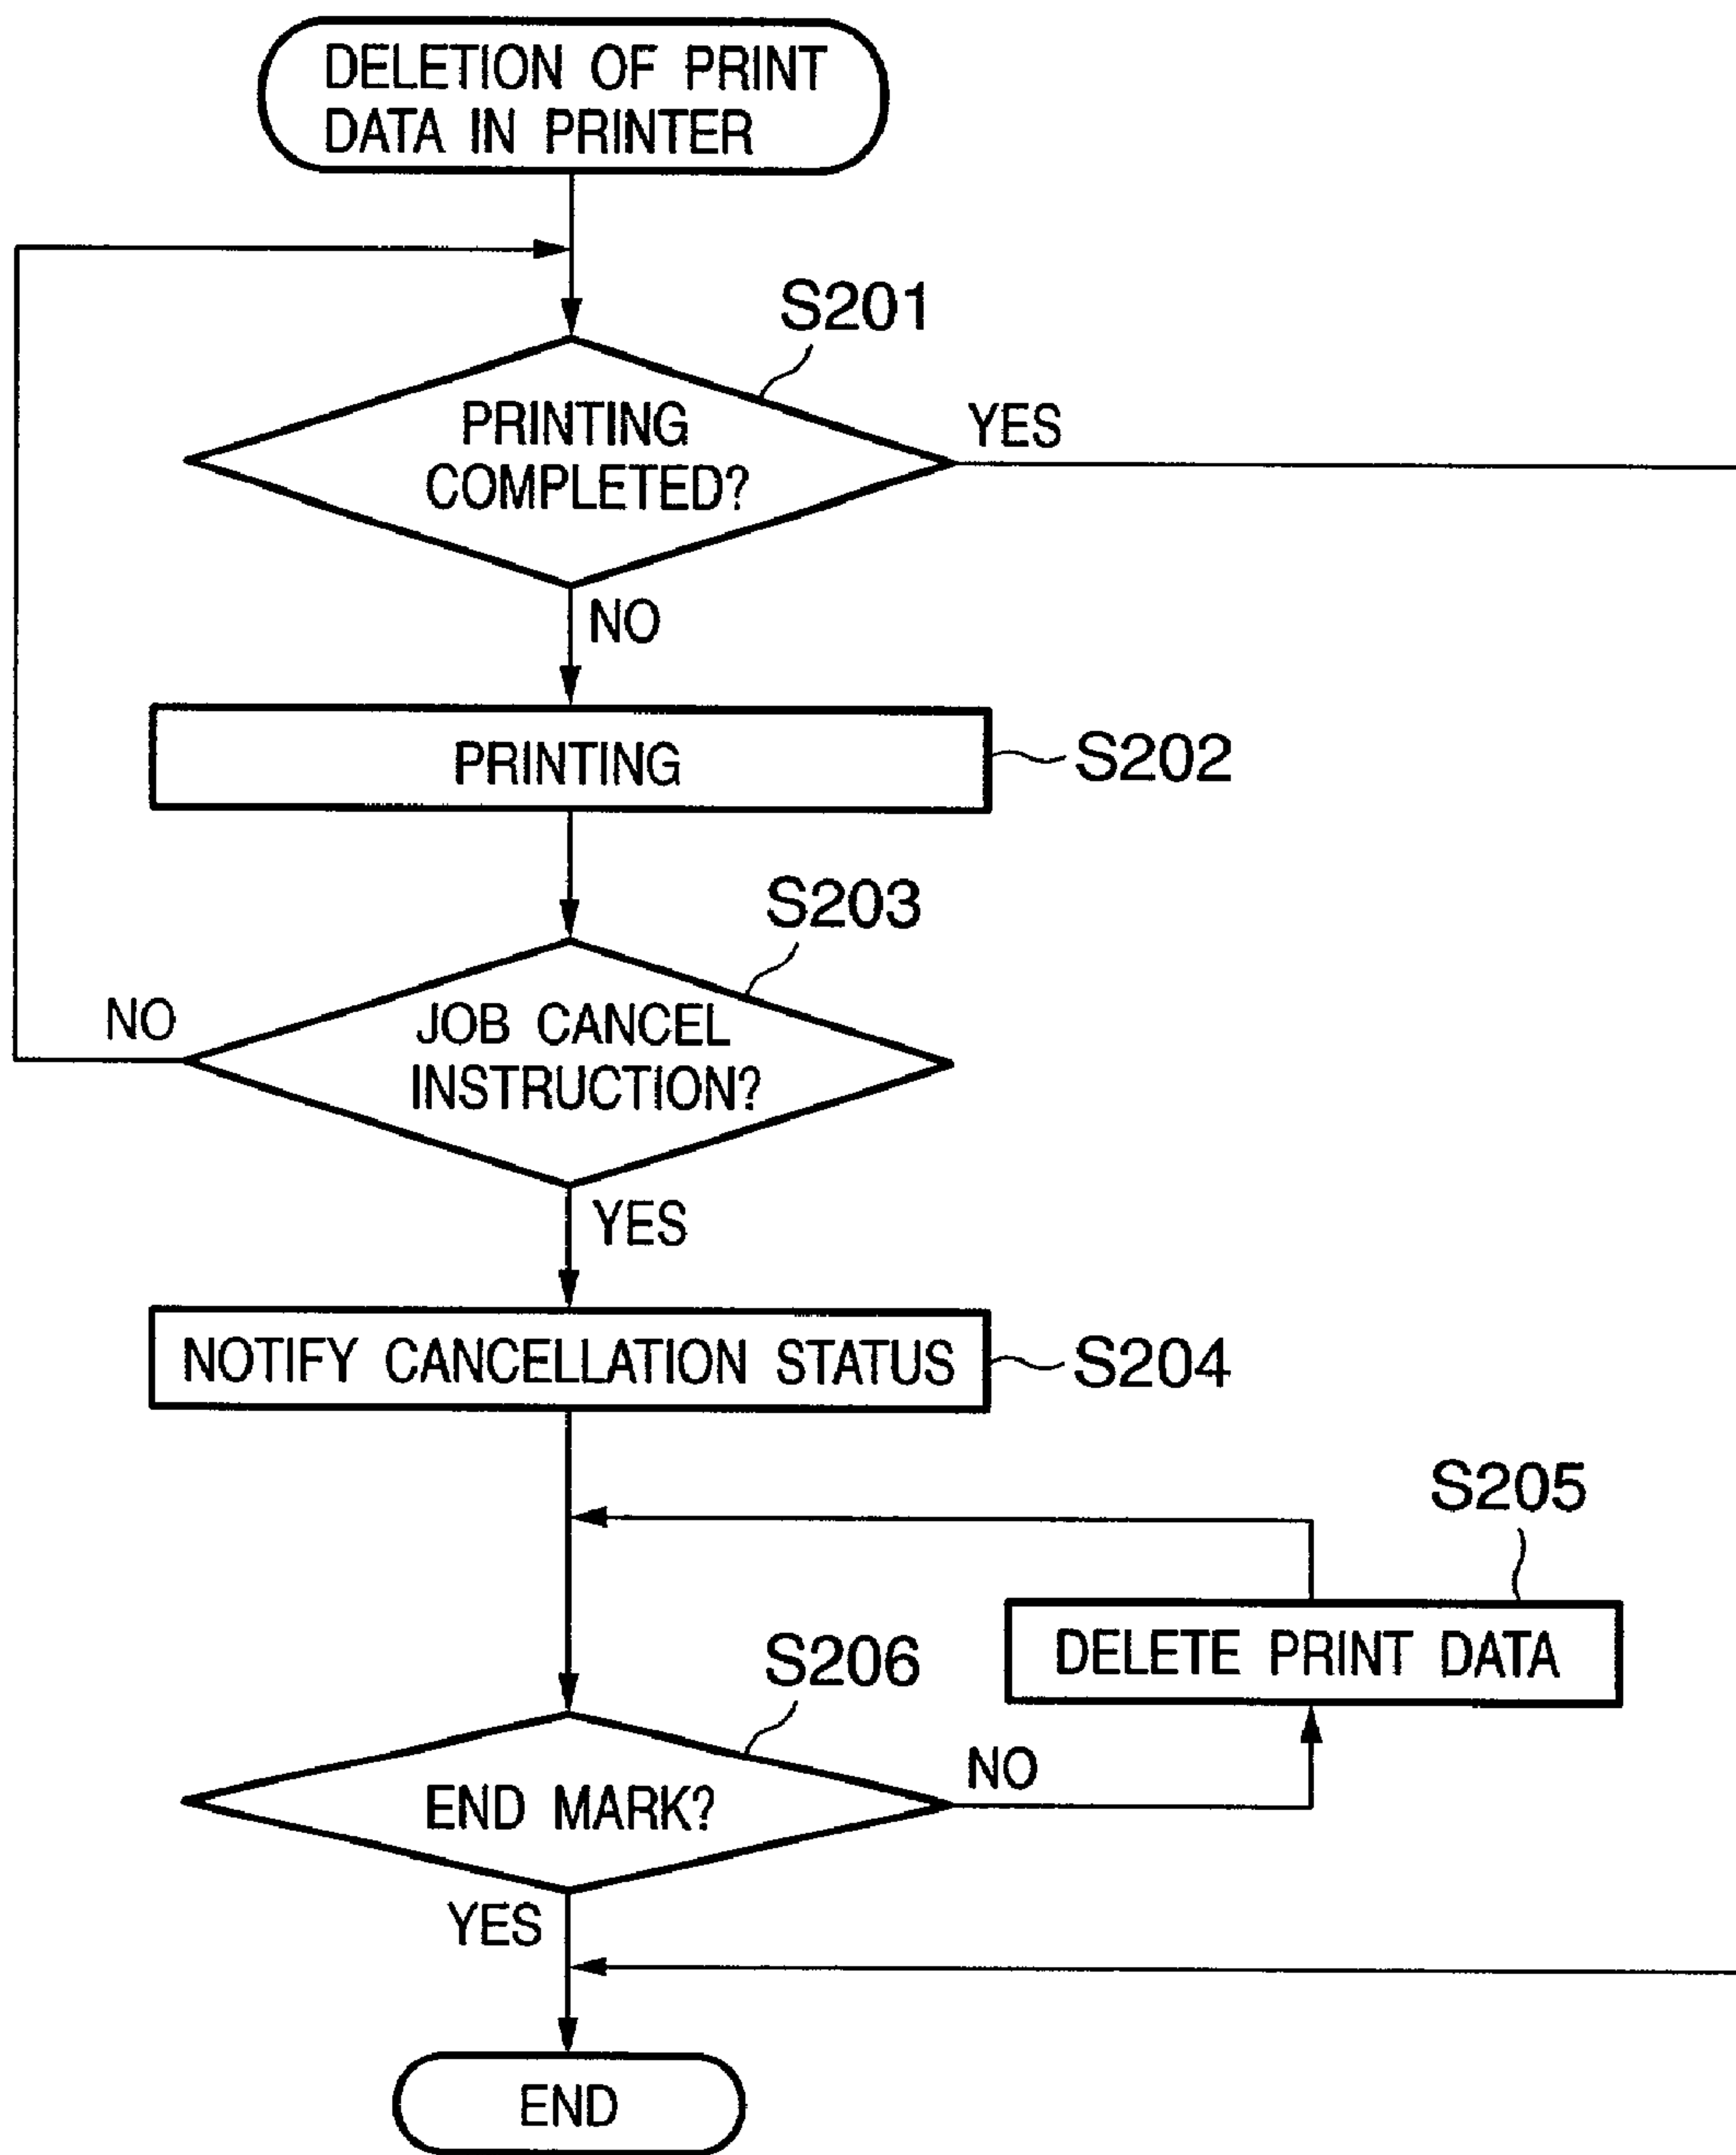 DELETION OF PRINT
DATA IN PRINTER
S201
PRINTING
COMPLETED?
YES
NO
PRINTING
S202
S203
JOB CANCEL
INSTRUCTION?
NO
YES
NOTIFY CANCELLATION STATUS
S204
S205
DELETE PRINT DATA
S206
END MARK?
NO
YES
END